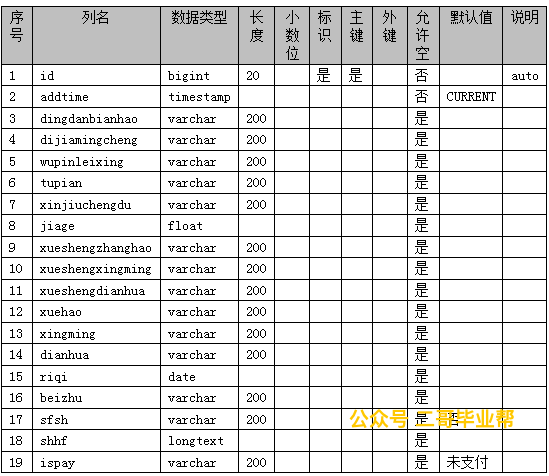 序号 列名 数据类型 长度 小数位 标识 主键 外键 允许空 默认值 说明
1 id bigint 20 是 是 否 auto
2 addtime timestamp 否 CURRENT
3 dingdanbianhao varchar 200 是
4 dijiamingcheng varchar 200 是
5 wupinleixing varchar 200 是
6 tupian varchar 200 是
7 xinjiuchengdu varchar 200 是
8 jiage float 是
9 xueshengzhanghao varchar 200 是
10 xueshengxingming varchar 200 是
11 xueshengdianhua varchar 200 是
12 xuehao varchar 200 是
13 xingming varchar 200 是
14 dianhua varchar 200 是
15 riqi date 是
16 beizhu varchar 200 是
17 sfsh varchar 200 是 否
公众号 二哥毕业帮
18 shhf longtext 是
19 ispay varchar 200 是 未支付